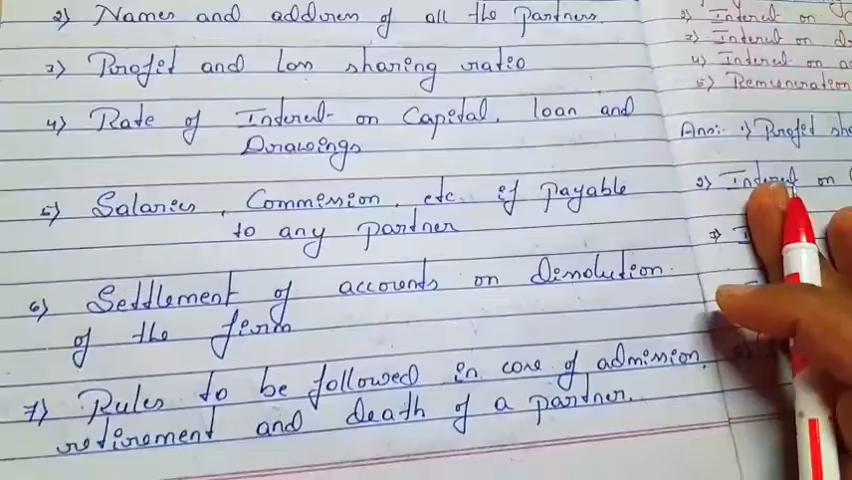 2) Names and address of all the Partners.
3) Profit and Loss sharing ratio
4) Rate of Interest on Capital, loan and
Drawings
5) Salaries, Commission, etc. if payable
to any partner
6) Settlement of accounts on Dissolution
of the firm
7) Rules to be followed in case of admission,
retirement and death of a partner.
2) Interest on
3) Interest on
4) Interest on
5) Remuneration
Ans:- 1) Profit
2) Interest on